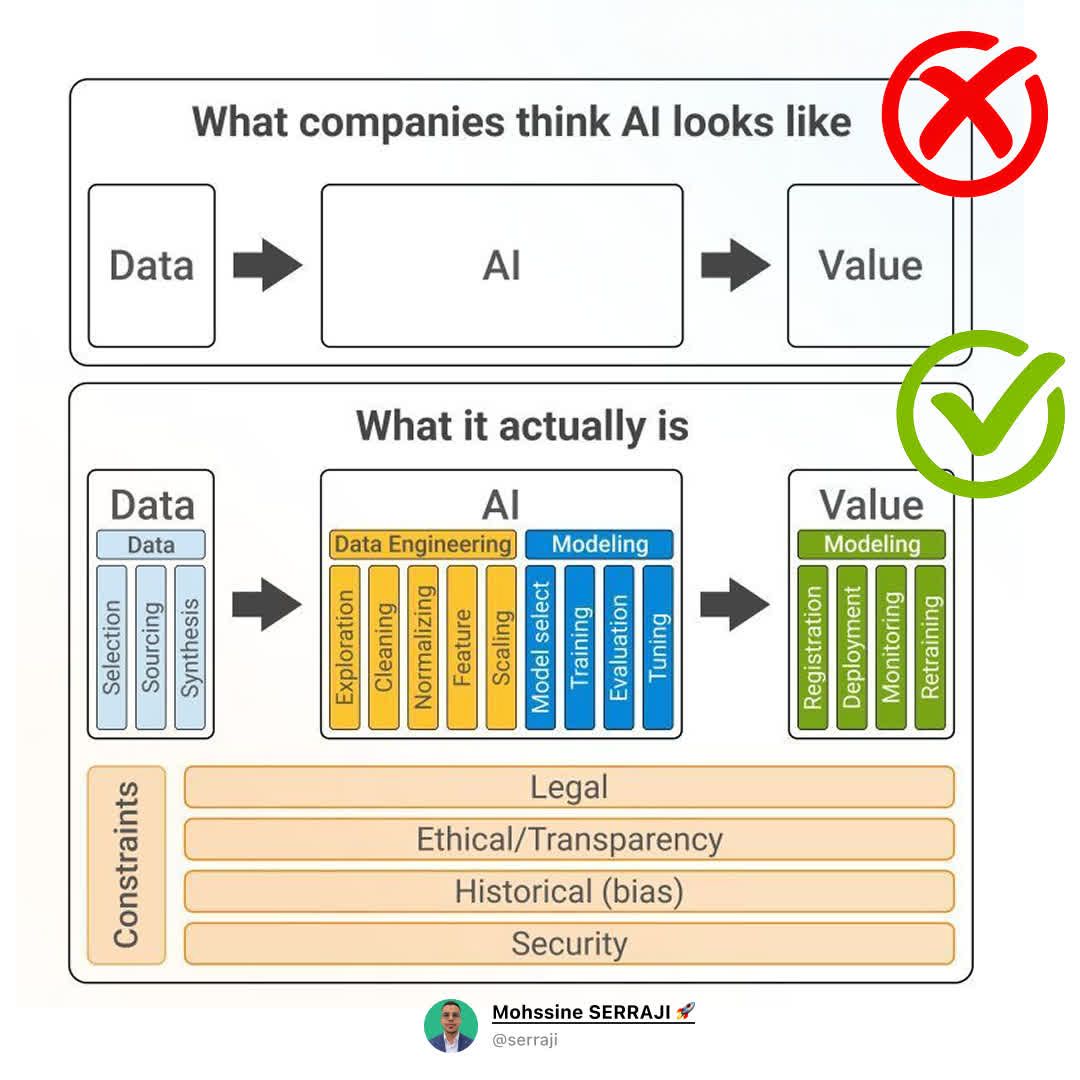 What companies think AI looks like
Data
AI
Value
What it actually is
Data
Data
Selection
Sourcing
Synthesis
AI
Data Engineering
Exploration
Cleaning
Normalizing
Feature
Scaling
Modeling
Model select
Training
Evaluation
Tuning
Value
Modeling
Registration
Deployment
Monitoring
Retraining
Constraints
Legal
Ethical/Transparency
Historical (bias)
Security
Mohssine SERRAJI 🚀
@serraji